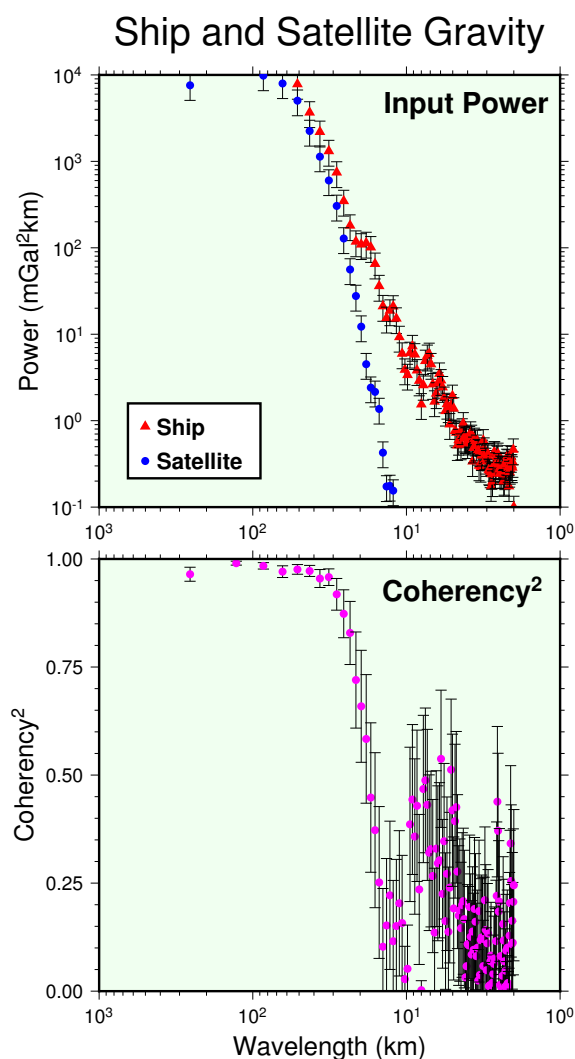 Ship and Satellite Gravity
Input Power
Power (mGal²km)
10⁴
10³
10²
10¹
10⁰
10⁻¹
Ship
Satellite
10³ 10² 10¹ 10⁰
Coherency²
Coherency²
1.00
0.75
0.50
0.25
0.00
10³ 10² 10¹ 10⁰
Wavelength (km)